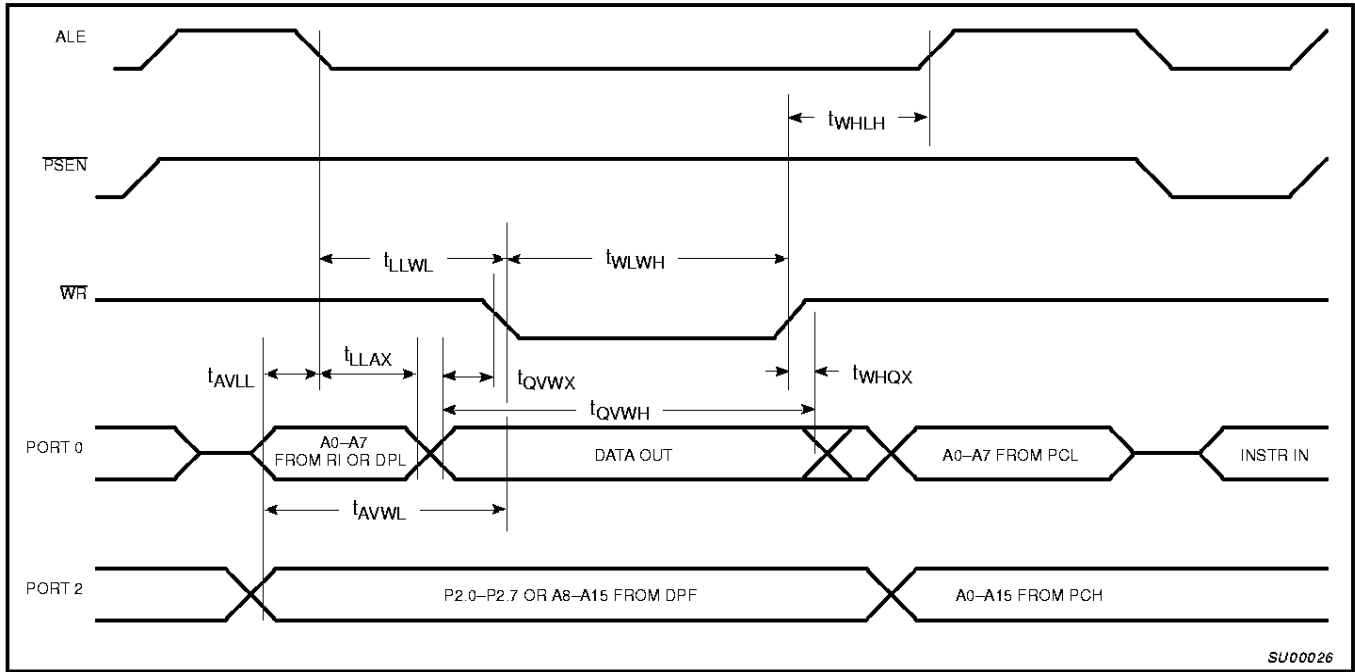 ALE
tWHLH
PSEN
tLLWL
tWLWH
WR
tAVLL
tLLAX
tQVWX
tWHQX
tQVWH
PORT 0
A0–A7
FROM RI OR DPL
DATA OUT
A0–A7 FROM PCL
INSTR IN
tAVWL
PORT 2
P2.0–P2.7 OR A8–A15 FROM DPF
A0–A15 FROM PCH
SU00026